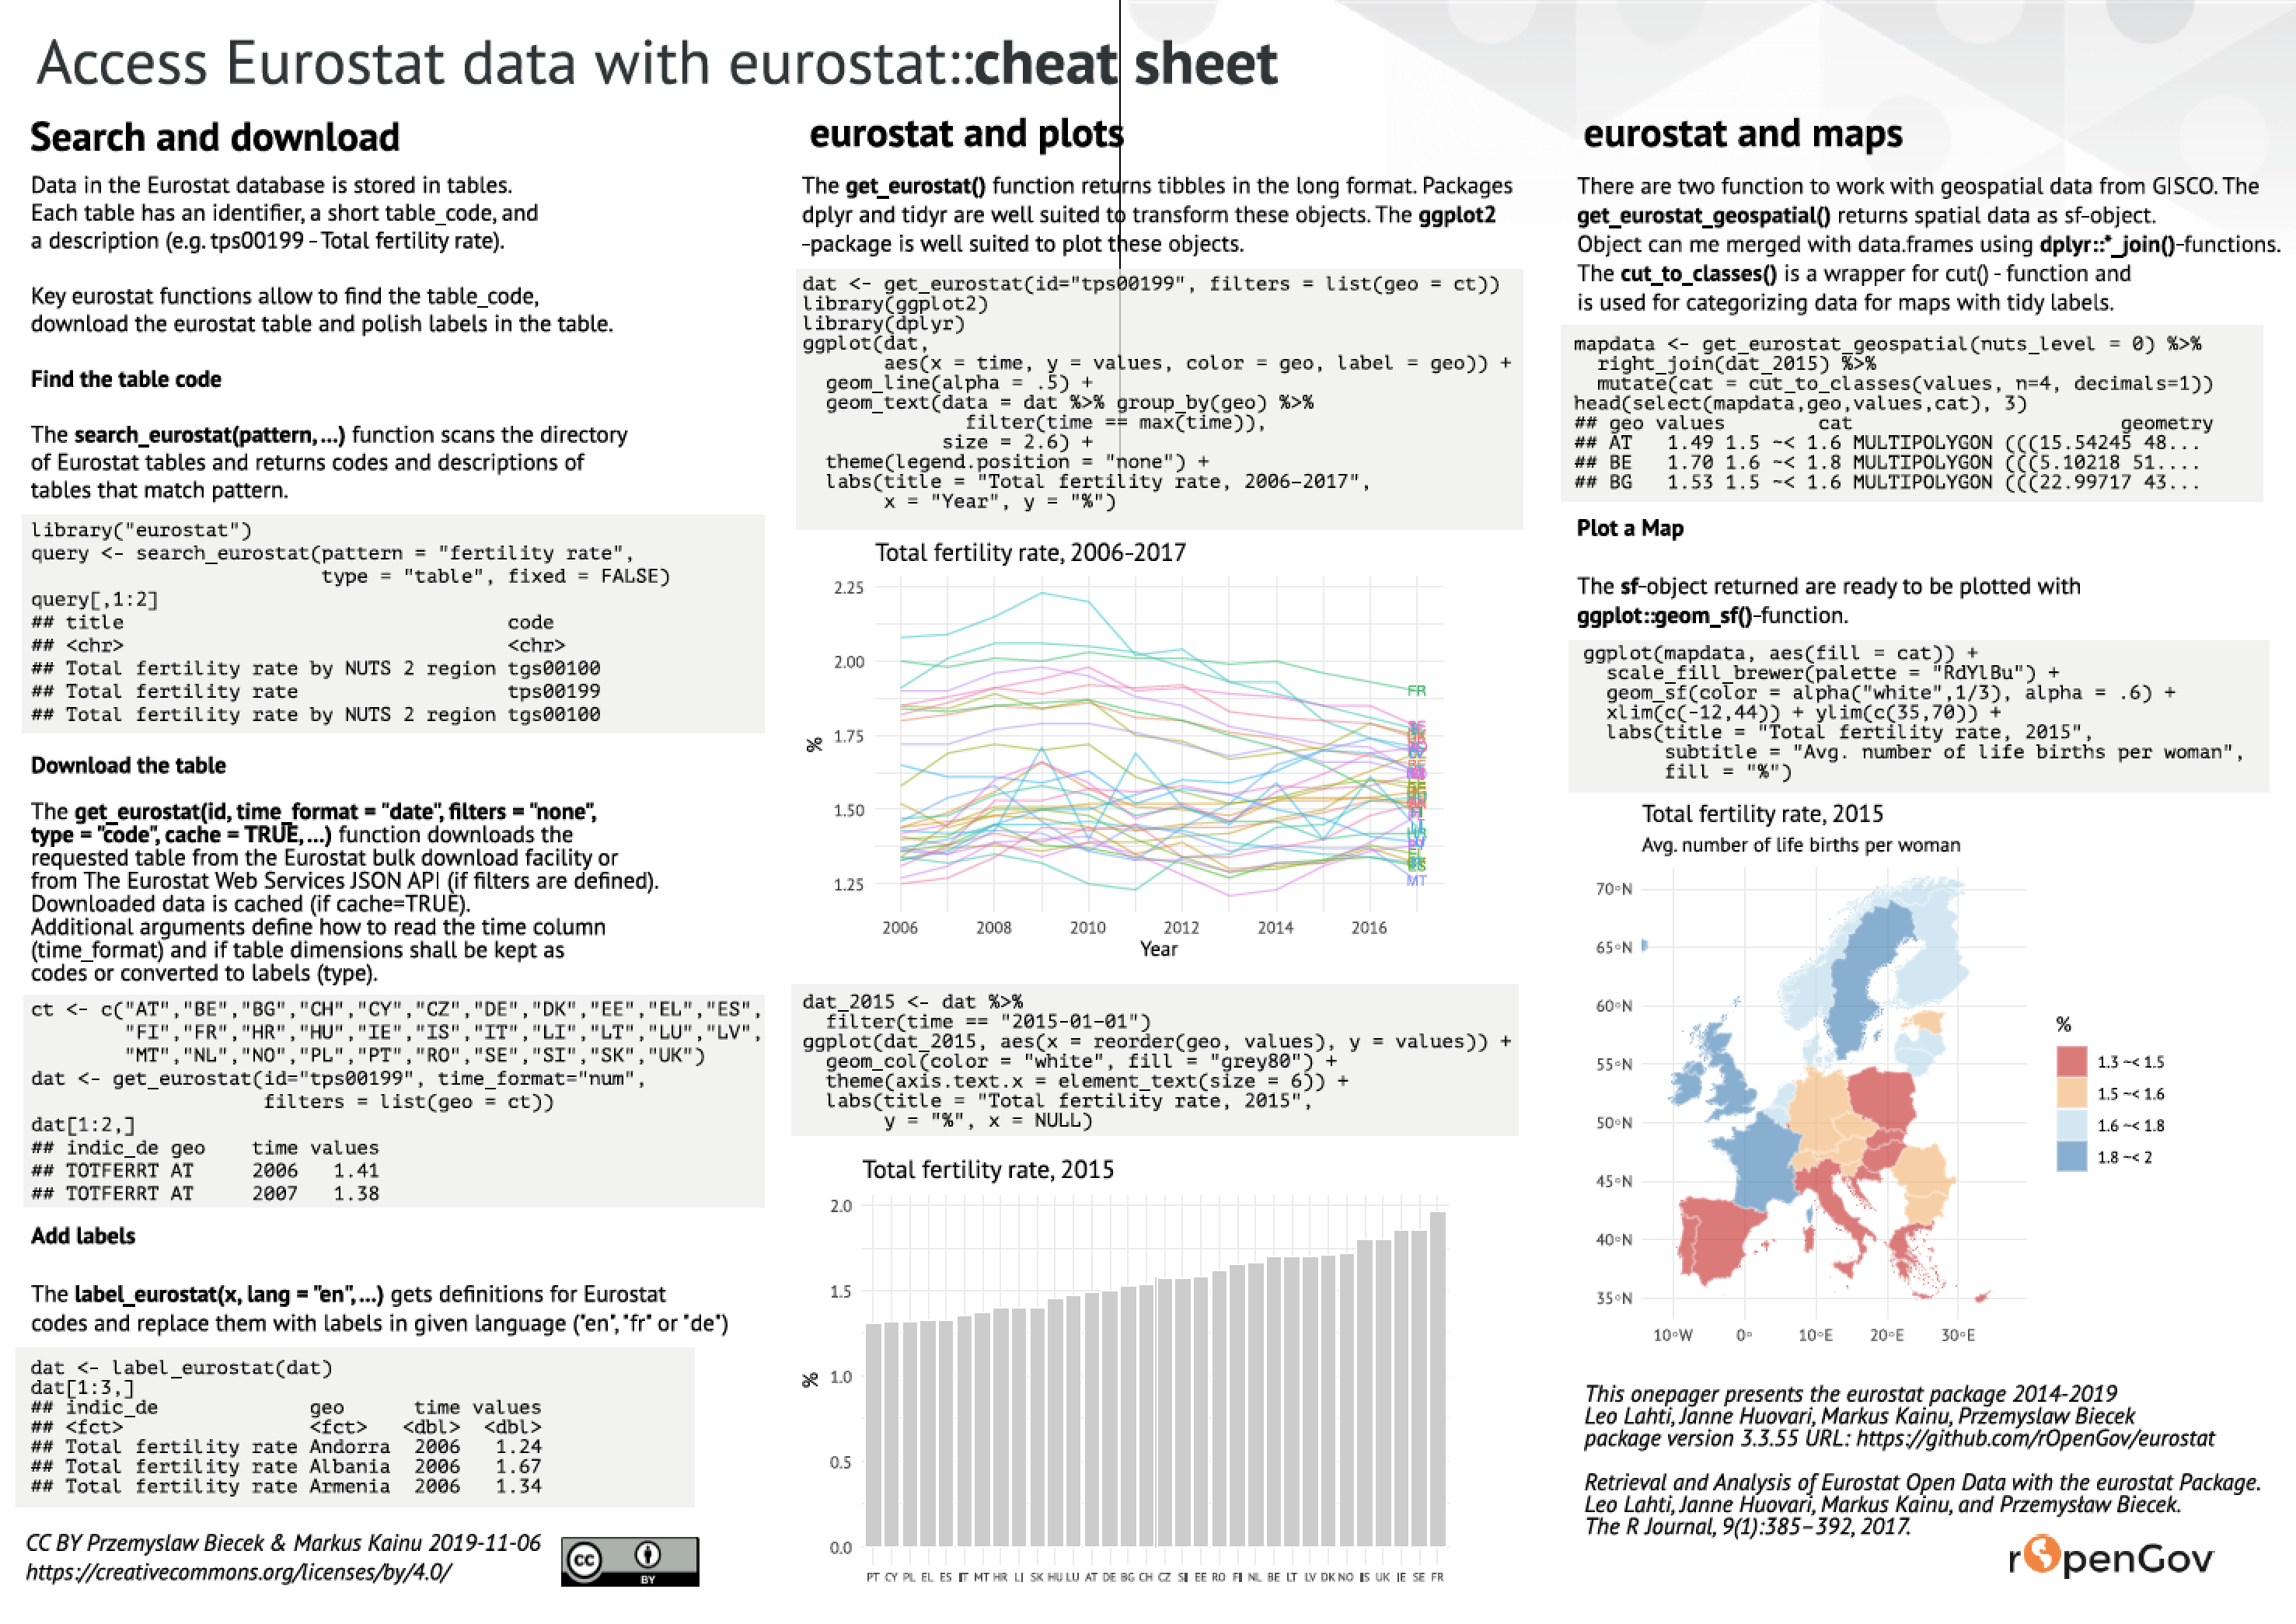 Access Eurostat data with eurostat::cheat sheet
Search and download
Data in the Eurostat database is stored in tables.
Each table has an identifier, a short table_code, and
a description (e.g. tps00199 - Total fertility rate).
Key eurostat functions allow to find the table_code,
download the eurostat table and polish labels in the table.
Find the table code
The search_eurostat(pattern, ...) function scans the directory
of Eurostat tables and returns codes and descriptions of
tables that match pattern.
library("eurostat")
query <- search_eurostat(pattern = "fertility rate",
type = "table", fixed = FALSE)
query[,1:2]
## title code
## <chr> <chr>
## Total fertility rate by NUTS 2 region tgs00100
## Total fertility rate tps00199
## Total fertility rate by NUTS 2 region tgs00100
Download the table
The get_eurostat(id, time_format = "date", filters = "none",
type = "code", cache = TRUE, ...) function downloads the
requested table from the Eurostat bulk download facility or
from The Eurostat Web Services JSON API (if filters are defined).
Downloaded data is cached (if cache=TRUE).
Additional arguments define how to read the time column
(time_format) and if table dimensions shall be kept as
codes or converted to labels (type).
ct <- c("AT","BE","BG","CH","CY","CZ","DE","DK","EE","EL","ES",
"FI","FR","HR","HU","IE","IS","IT","LI","LT","LU","LV",
"MT","NL","NO","PL","PT","RO","SE","SI","SK","UK")
dat <- get_eurostat(id="tps00199", time_format="num",
filters = list(geo = ct))
dat[1:2,]
## indic_de geo time values
## TOTFERRT AT 2006 1.41
## TOTFERRT AT 2007 1.38
Add labels
The label_eurostat(x, lang = "en", ...) gets definitions for Eurostat
codes and replace them with labels in given language ("en", "fr" or "de")
dat <- label_eurostat(dat)
dat[1:3,]
## indic_de geo time values
## <fct> <fct> <dbl> <dbl>
## Total fertility rate Andorra 2006 1.24
## Total fertility rate Albania 2006 1.67
## Total fertility rate Armenia 2006 1.34
CC BY Przemyslaw Biecek & Markus Kainu 2019-11-06
https://creativecommons.org/licenses/by/4.0/
cc
BY
eurostat and plots
The get_eurostat() function returns tibbles in the long format. Packages
dplyr and tidyr are well suited to transform these objects. The ggplot2
-package is well suited to plot these objects.
dat <- get_eurostat(id="tps00199", filters = list(geo = ct))
library(ggplot2)
library(dplyr)
ggplot(dat,
aes(x = time, y = values, color = geo, label = geo)) +
geom_line(alpha = .5) +
geom_text(data = dat %>% group_by(geo) %>%
filter(time == max(time)),
size = 2.6) +
theme(legend.position = "none") +
labs(title = "Total fertility rate, 2006-2017",
x = "Year", y = "%")
Total fertility rate, 2006-2017
2.25
2.00
1.75
1.50
1.25
%
FR
MT
2006 2008 2010 2012 2014 2016
Year
dat_2015 <- dat %>%
filter(time == "2015-01-01")
ggplot(dat_2015, aes(x = reorder(geo, values), y = values)) +
geom_col(color = "white", fill = "grey80") +
theme(axis.text.x = element_text(size = 6)) +
labs(title = "Total fertility rate, 2015",
y = "%", x = NULL)
Total fertility rate, 2015
2.0
1.5
1.0
0.5
0.0
%
PT CY PL EL ES IT MT HR LI SK HU LU AT DE BG CH CZ SI EE RO FI NL BE LT LV DK NO IS UK IE SE FR
eurostat and maps
There are two function to work with geospatial data from GISCO. The
get_eurostat_geospatial() returns spatial data as sf-object.
Object can me merged with data.frames using dplyr::*_join()-functions.
The cut_to_classes() is a wrapper for cut() - function and
is used for categorizing data for maps with tidy labels.
mapdata <- get_eurostat_geospatial(nuts_level = 0) %>%
right_join(dat_2015) %>%
mutate(cat = cut_to_classes(values, n=4, decimals=1))
head(select(mapdata,geo,values,cat), 3)
## geo values cat geometry
## AT 1.49 1.5 ~< 1.6 MULTIPOLYGON (((15.54245 48...
## BE 1.70 1.6 ~< 1.8 MULTIPOLYGON (((5.10218 51....
## BG 1.53 1.5 ~< 1.6 MULTIPOLYGON (((22.99717 43...
Plot a Map
The sf-object returned are ready to be plotted with
ggplot::geom_sf()-function.
ggplot(mapdata, aes(fill = cat)) +
scale_fill_brewer(palette = "RdYlBu") +
geom_sf(color = alpha("white",1/3), alpha = .6) +
xlim(c(-12,44)) + ylim(c(35,70)) +
labs(title = "Total fertility rate, 2015",
subtitle = "Avg. number of life births per woman",
fill = "%")
Total fertility rate, 2015
Avg. number of life births per woman
70°N
65°N
60°N
55°N
50°N
45°N
40°N
35°N
10°W 0° 10°E 20°E 30°E
%
1.3 ~< 1.5
1.5 ~< 1.6
1.6 ~< 1.8
1.8 ~< 2
This onepager presents the eurostat package 2014-2019
Leo Lahti, Janne Huovari, Markus Kainu, Przemyslaw Biecek
package version 3.3.55 URL: https://github.com/rOpenGov/eurostat
Retrieval and Analysis of Eurostat Open Data with the eurostat Package.
Leo Lahti, Janne Huovari, Markus Kainu, and Przemysław Biecek.
The R Journal, 9(1):385–392, 2017.
rOpenGov